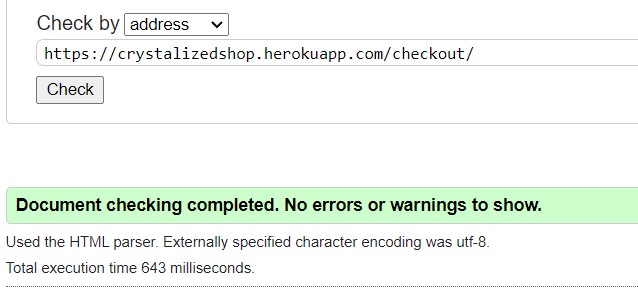 Check by address
https://crystalizedshop.herokuapp.com/checkout/
Check
Document checking completed. No errors or warnings to show.
Used the HTML parser. Externally specified character encoding was utf-8.
Total execution time 643 milliseconds.